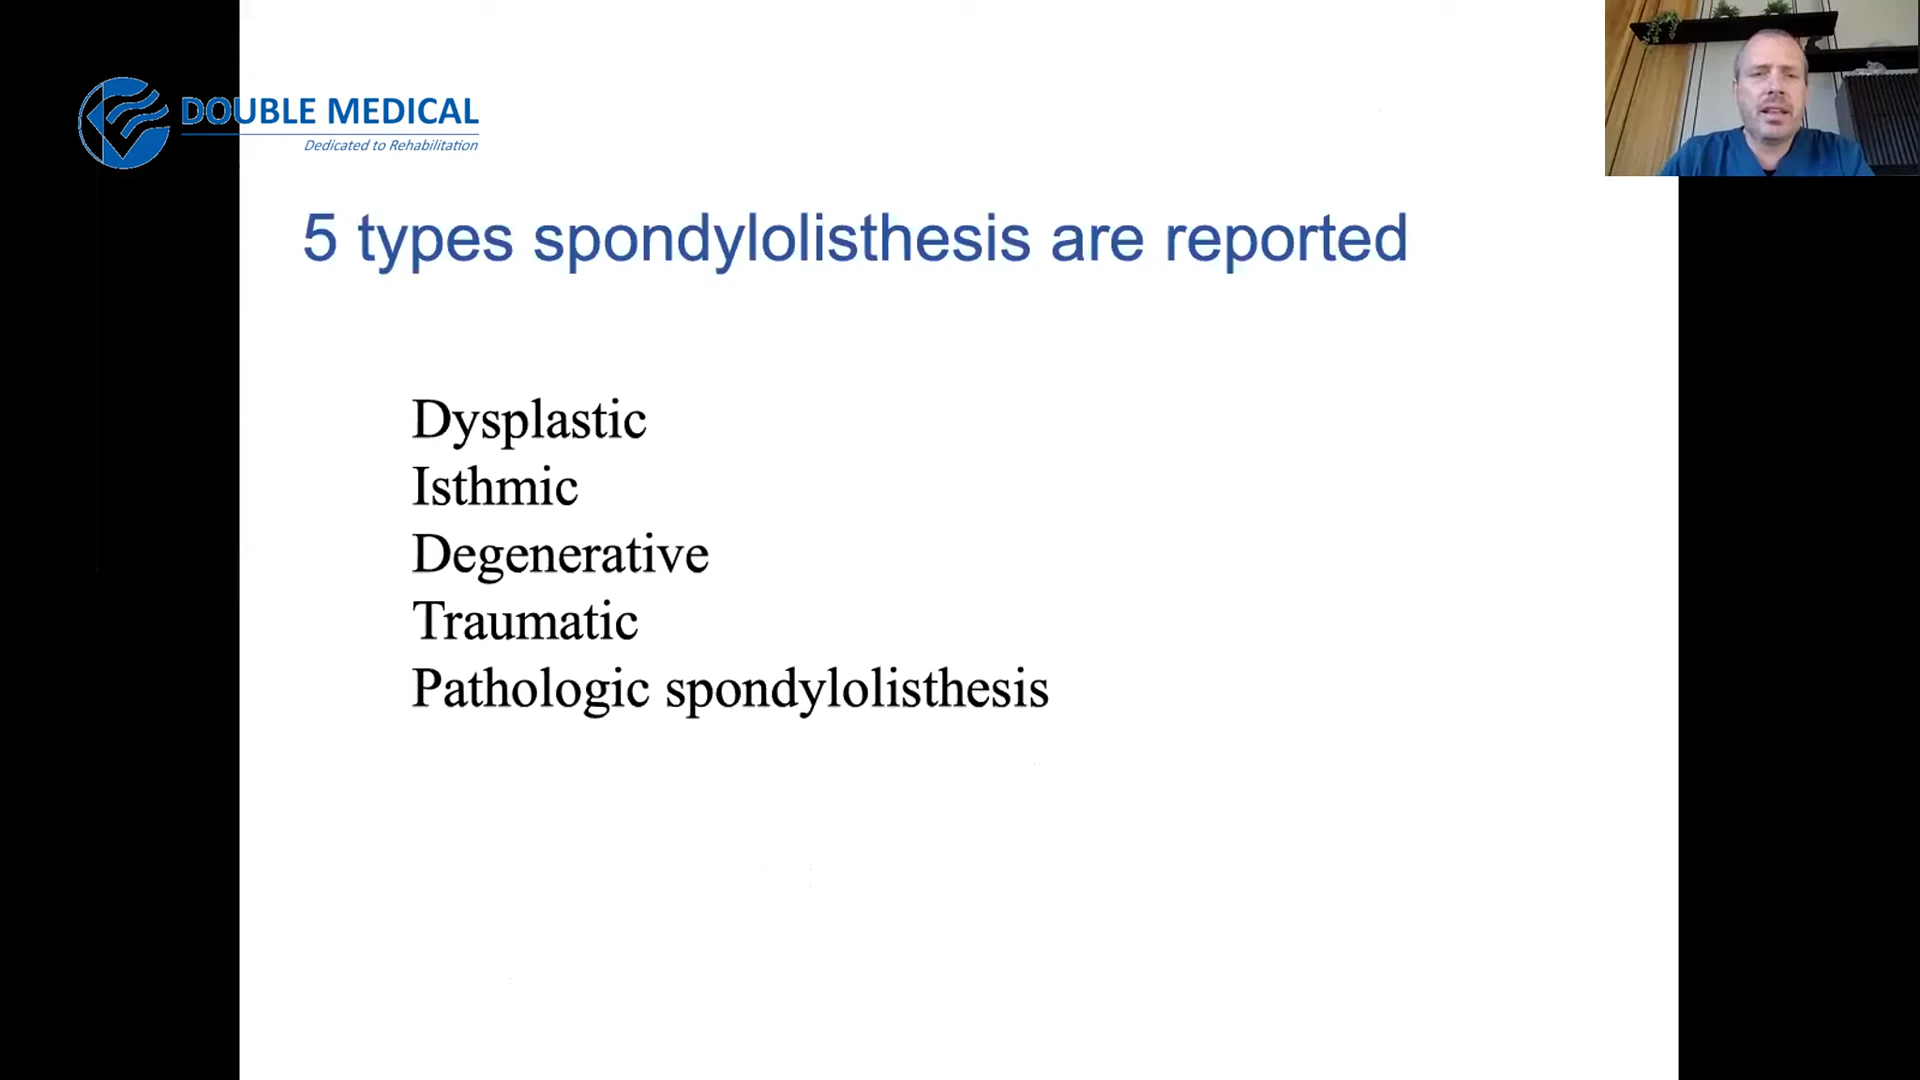 DOUBLE MEDICAL
Dedicated to Rehabilitation
5 types spondylolisthesis are reported
Dysplastic
Isthmic
Degenerative
Traumatic
Pathologic spondylolisthesis